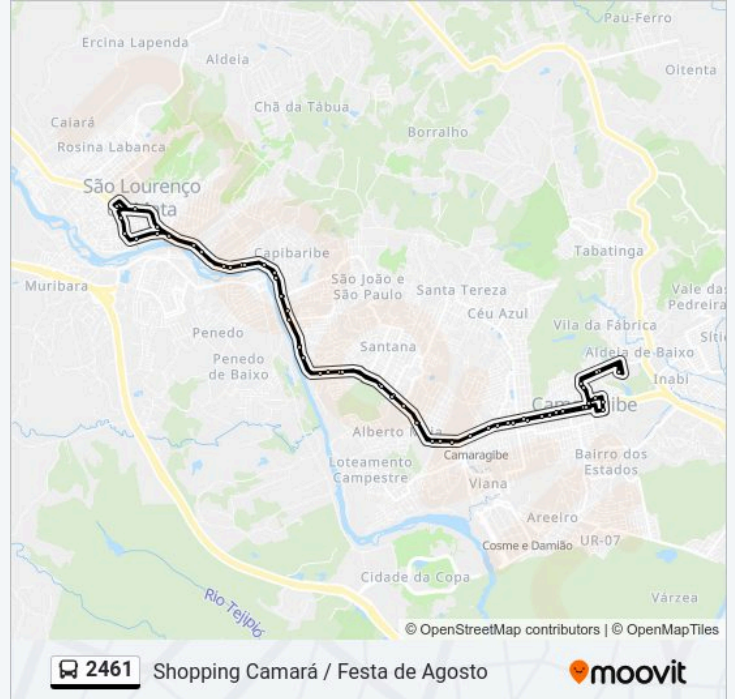 Pau-Ferro
Ercina Lapenda
Aldeia
Oitenta
Chã da Tábua
Caiará
Borralho
Rosina Labanca
São Lourenço
Capibaribe
Tabatinga
Muribara
São João e
São Paulo
Santa Tereza
Vale das
Pedreira
Céu Azul
Vila da Fábrica
Penedo
Santana
Aldeia de Baixo
Penedo
de Baixo
Inabi
Alberto
Camaragibe
Loteamento
Campestre
Bairro dos
Estados
Viana
Areeiro
Cosme e Damião
UR-07
Cidade da Copa
Várzea
Rio Tejipió
© OpenStreetMap contributors | © OpenMapTiles
2461 Shopping Camará / Festa de Agosto
moovit